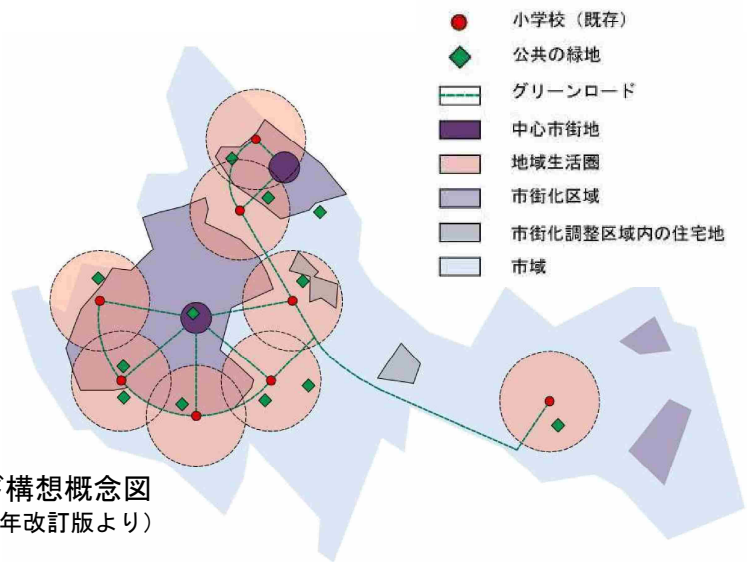 小学校（既存）
公共の緑地
グリーンロード
中心市街地
地域生活圏
市街化区域
市街化調整区域内の住宅地
市域
構想概念図
年改訂版より）